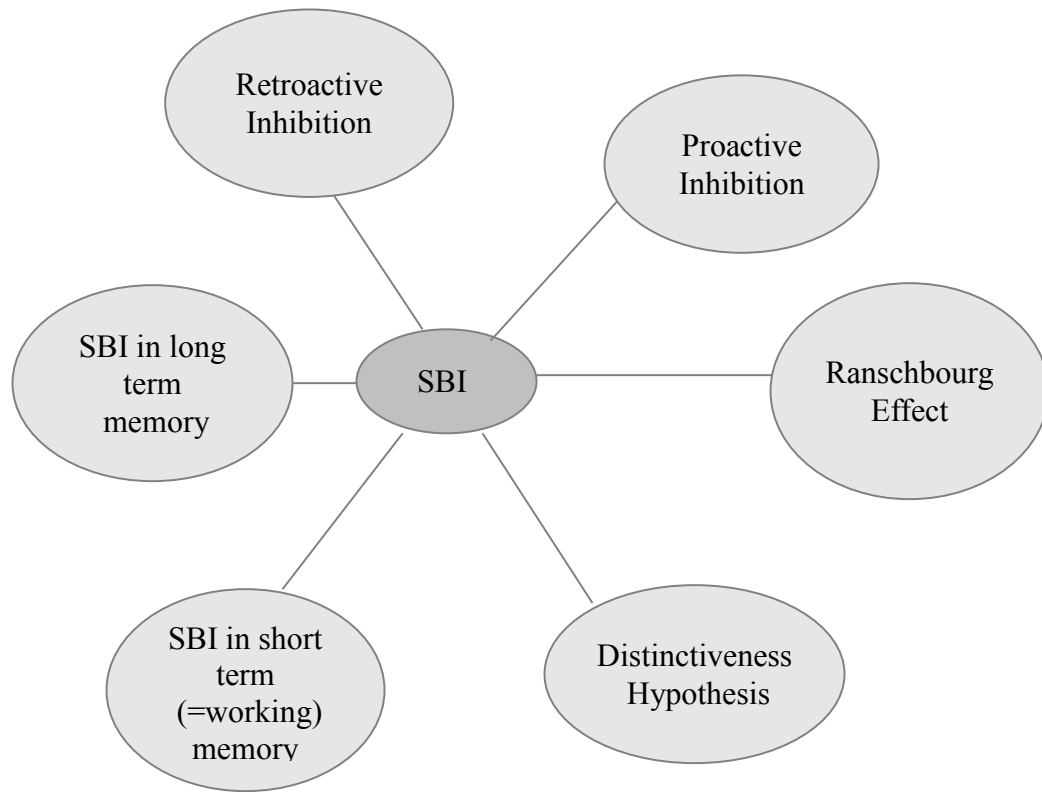 Retroactive
Inhibition
Proactive
Inhibition
SBI in long
term
memory
SBI
Ranschbourg
Effect
SBI in short
term
(=working)
memory
Distinctiveness
Hypothesis